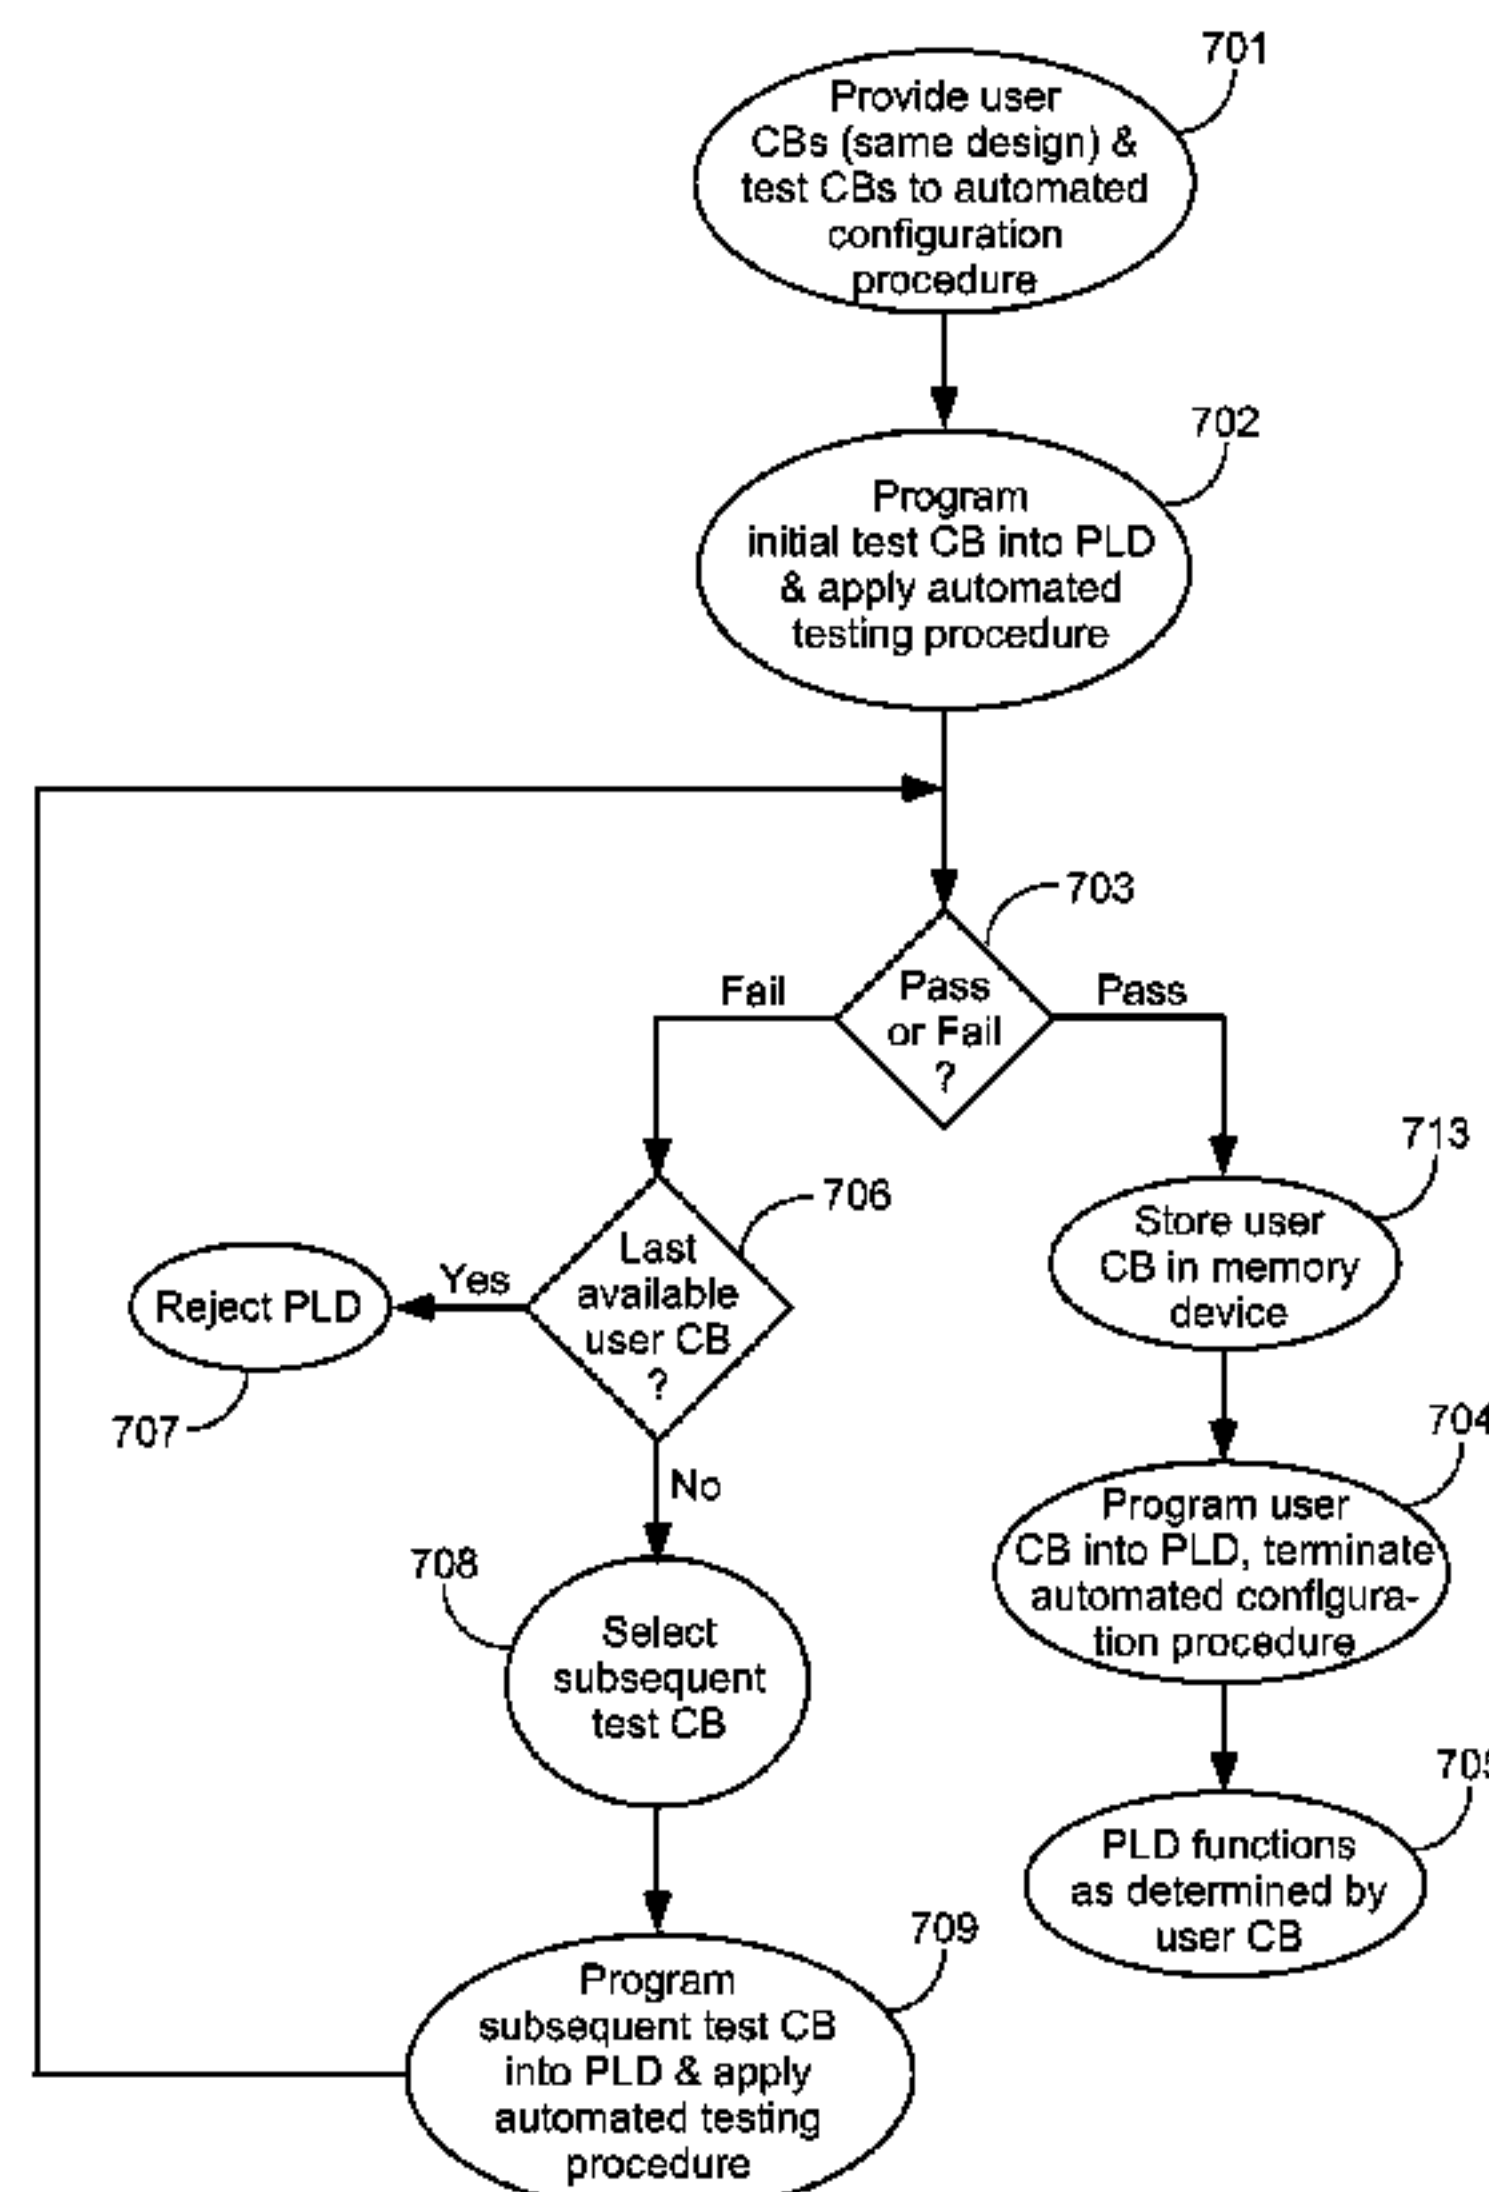 701
Provide user
CBs (same design) &
test CBs to automated
configuration
procedure
702
Program
initial test CB into PLD
& apply automated
testing procedure
703
Pass
or Fail
?
Fail
Pass
706
Last
available
user CB
?
Yes
Reject PLD
707
No
713
Store user
CB in memory
device
704
Program user
CB into PLD, terminate
automated configura-
tion procedure
708
Select
subsequent
test CB
705
PLD functions
as determined by
user CB
709
Program
subsequent test CB
into PLD & apply
automated testing
procedure